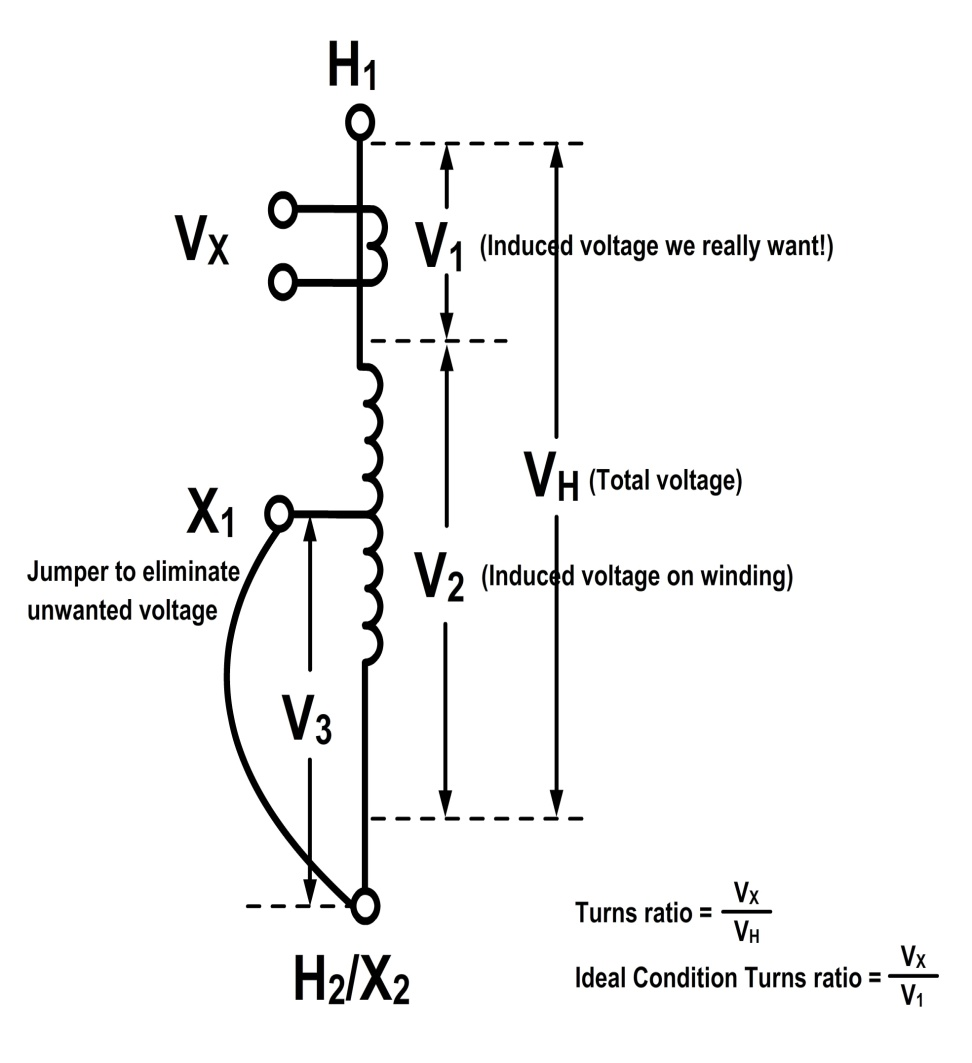 H1
VX
V1 (Induced voltage we really want!)
VH (Total voltage)
X1
V2 (Induced voltage on winding)
Jumper to eliminate
unwanted voltage
V3
H2/X2
Turns ratio = VX/VH
Ideal Condition Turns ratio = VX/V1